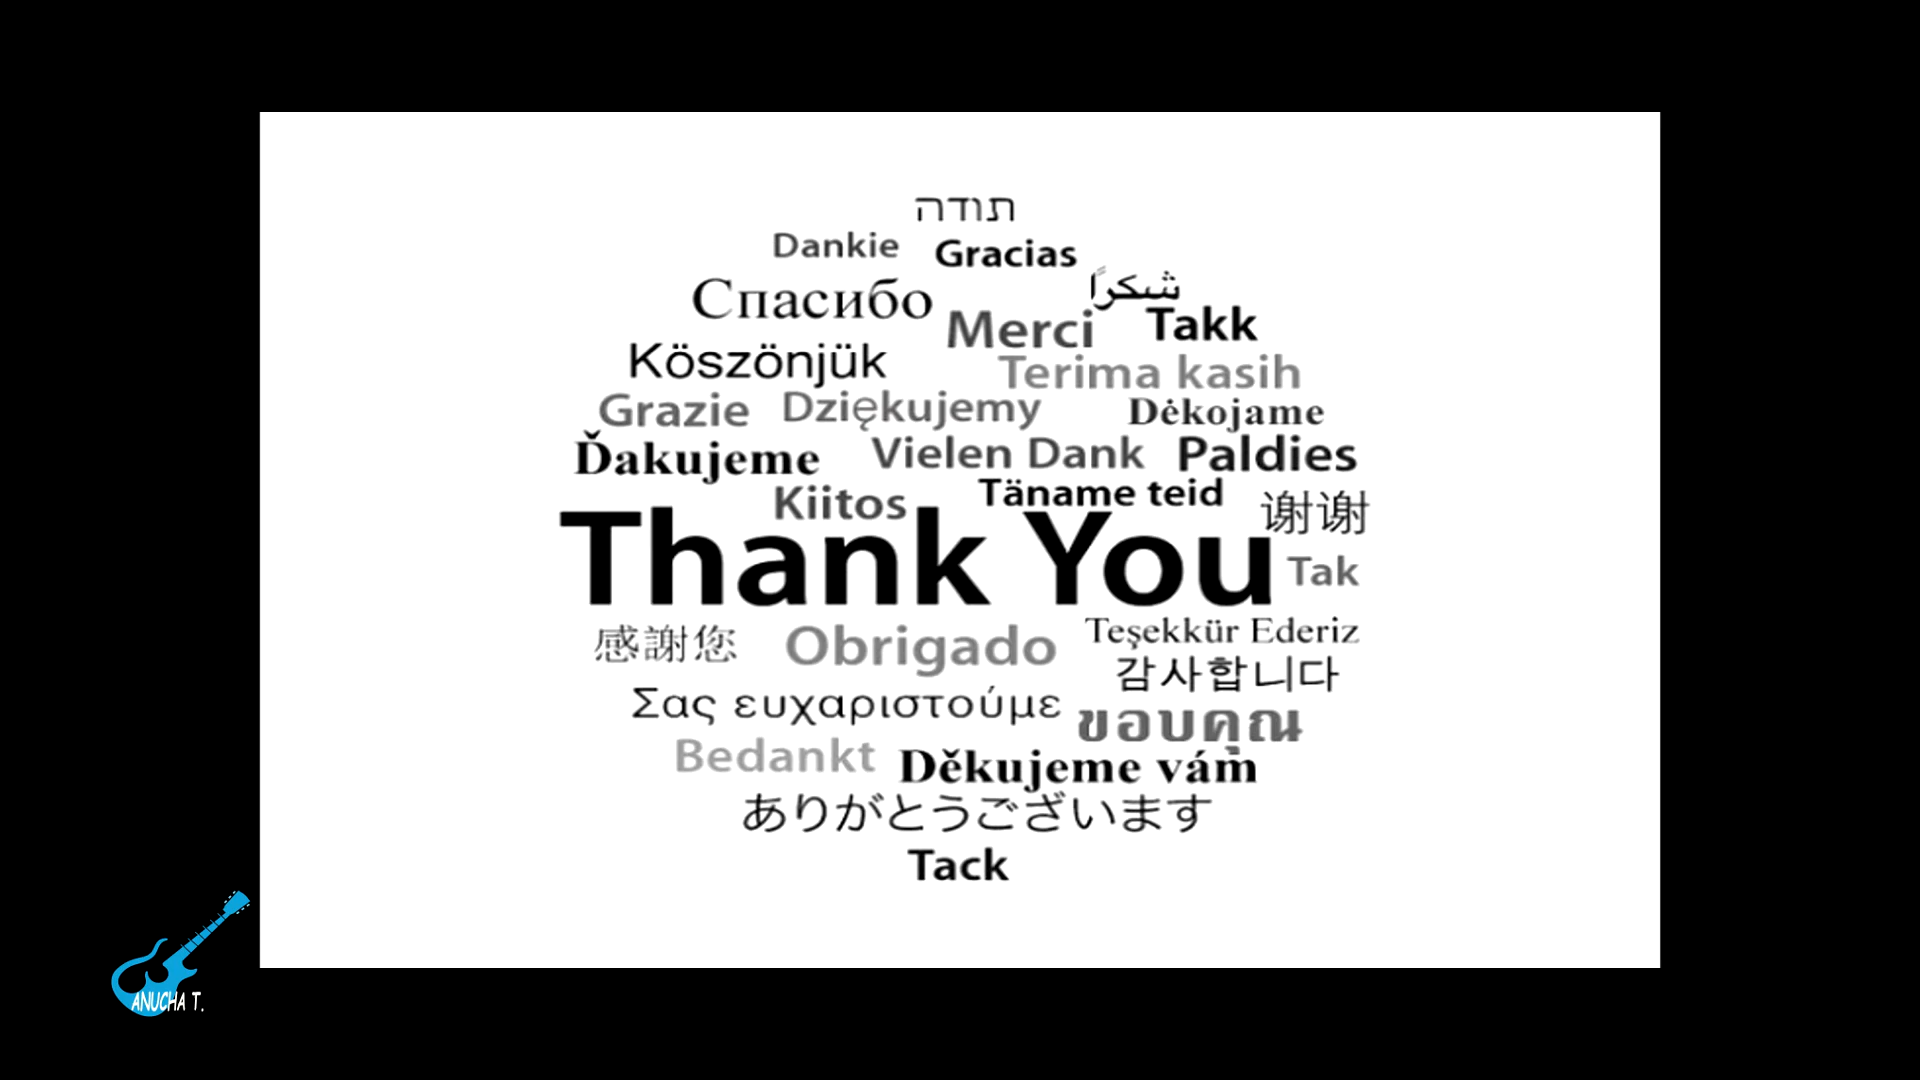 תודה
Dankie Gracias
شكراً
Спасибо
Merci Takk
Köszönjük
Terima kasih
Grazie Dziękujemy Dėkojame
Ďakujeme Vielen Dank Paldies
Kiitos Täname teid 谢谢
Thank You
Tak
感謝您 Obrigado Teşekkür Ederiz
감사합니다
Σας ευχαριστούμε ขอบคุณ
Bedankt Děkujeme vám
ありがとうございます
Tack
ANUCHA T.